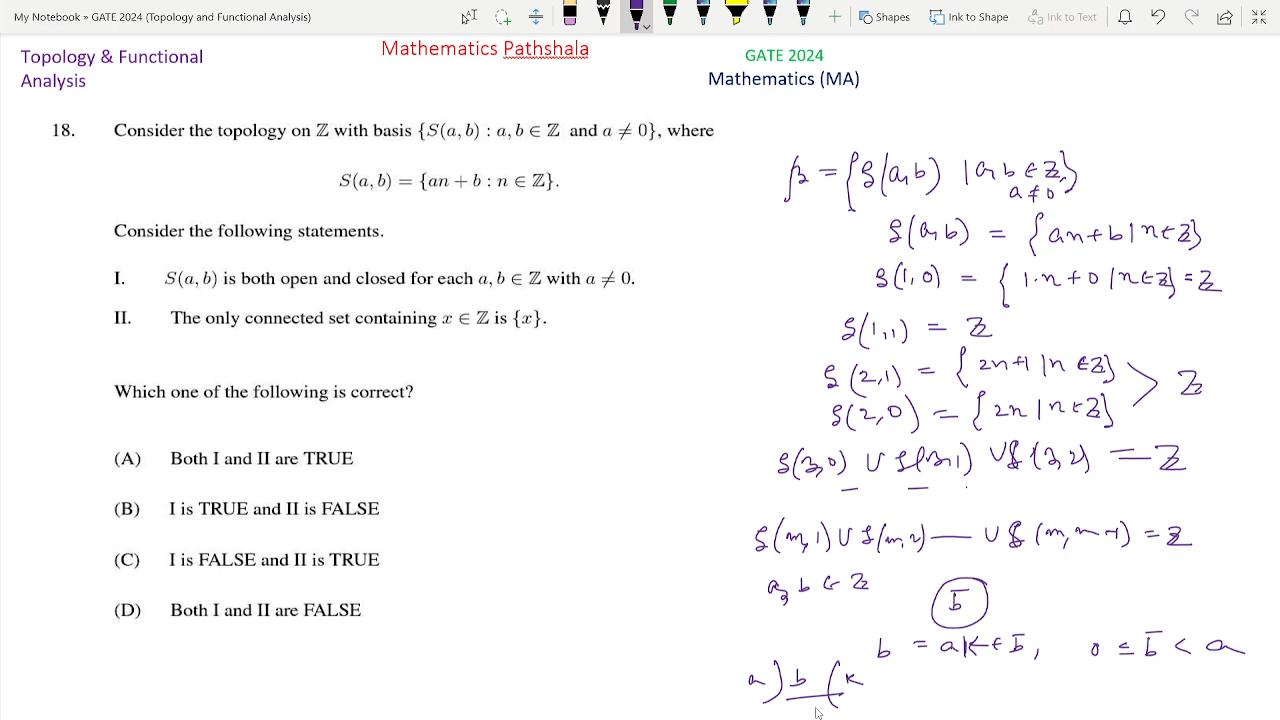 My Notebook » GATE 2024 (Topology and Functional Analysis)
Shapes
Ink to Shape
Ink to Text
Topology & Functional
Analysis
Mathematics Pathshala
GATE 2024
Mathematics (MA)
18. Consider the topology on ℤ with basis {S(a, b) : a, b ∈ ℤ and a ≠ 0}, where
S(a, b) = {an + b : n ∈ ℤ}.
Consider the following statements.
I. S(a, b) is both open and closed for each a, b ∈ ℤ with a ≠ 0.
II. The only connected set containing x ∈ ℤ is {x}.
Which one of the following is correct?
(A) Both I and II are TRUE
(B) I is TRUE and II is FALSE
(C) I is FALSE and II is TRUE
(D) Both I and II are FALSE
β = {S(a,b) | a, b ∈ ℤ, a ≠ 0}
S(a,b) = {an+b | n ∈ ℤ}
S(1,0) = {1·n+0 | n ∈ ℤ} = ℤ
S(1,1) = ℤ
S(2,1) = {2n+1 | n ∈ ℤ}
> ℤ
S(2,0) = {2n | n ∈ ℤ}
S(3,0) ∪ S(3,1) ∪ S(3,2) = ℤ
S(m,1) ∪ S(m,2) — ∪ S(m, m-1) = ℤ
a, b ∈ ℤ
b̄
b = ak + b̄, 0 ≤ b̄ < a
a ) b ( k